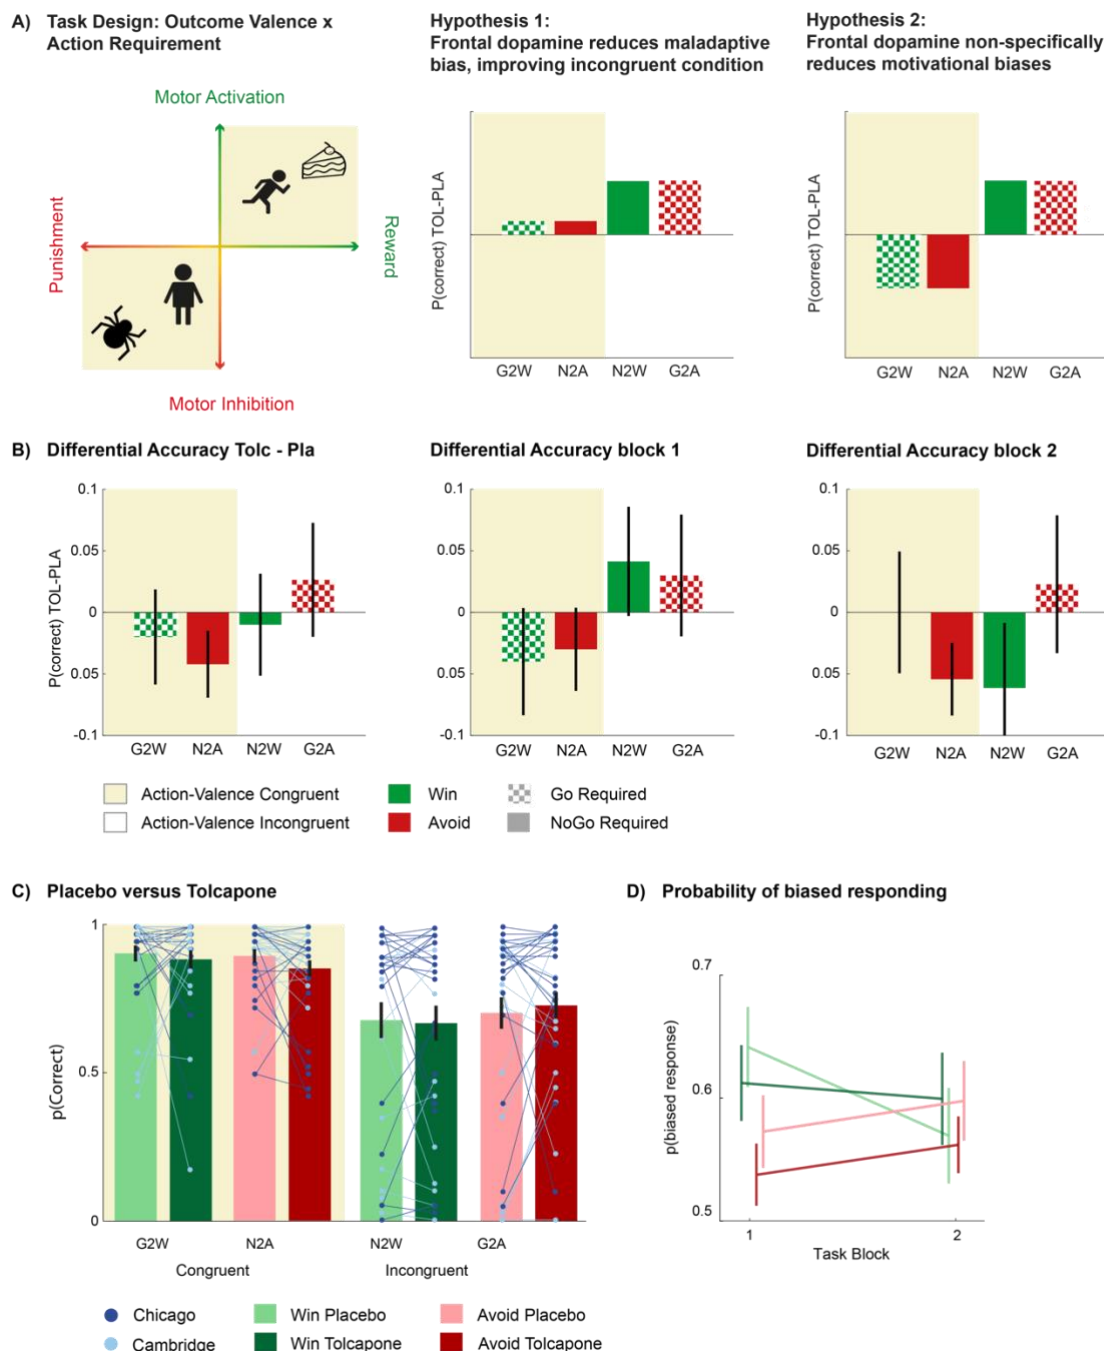 A) Task Design: Outcome Valence x
Action Requirement
Motor Activation
Punishment
Reward
Motor Inhibition
Hypothesis 1:
Frontal dopamine reduces maladaptive
bias, improving incongruent condition
P(correct) TOL-PLA
G2W N2A N2W G2A
Hypothesis 2:
Frontal dopamine non-specifically
reduces motivational biases
P(correct) TOL-PLA
G2W N2A N2W G2A
B) Differential Accuracy Tolc - Pla
P(correct) TOL-PLA
0.1
0.05
0
0.05
-0.1
G2W N2A N2W G2A
Differential Accuracy block 1
0.1
0.05
0
0.05
-0.1
G2W N2A N2W G2A
Differential Accuracy block 2
0.1
0.05
0
0.05
-0.1
G2W N2A N2W G2A
Action-Valence Congruent
Win
Go Required
Action-Valence Incongruent
Avoid
NoGo Required
C) Placebo versus Tolcapone
p(Correct)
1
0.5
0
G2W N2A N2W G2A
Congruent Incongruent
Chicago
Win Placebo
Avoid Placebo
Cambridge
Win Tolcapone
Avoid Tolcapone
D) Probability of biased responding
p(biased response)
0.7
0.6
0.5
1 2
Task Block